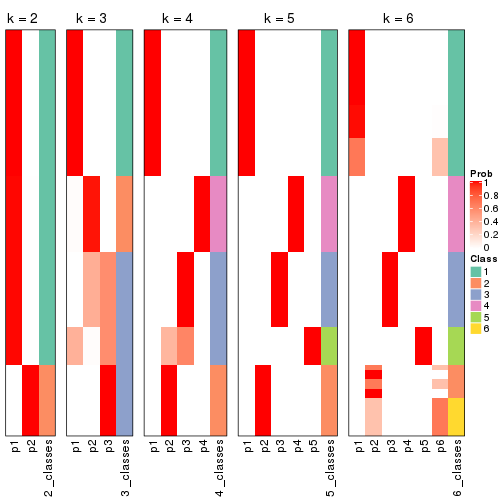 k = 2
k = 3
k = 4
k = 5
k = 6
Prob
1
0.8
0.6
0.4
0.2
0
Class
1
2
3
4
5
6
p1
p2
2_classes
p1
p2
p3
3_classes
p1
p2
p3
p4
4_classes
p1
p2
p3
p4
p5
5_classes
p1
p2
p3
p4
p5
p6
6_classes